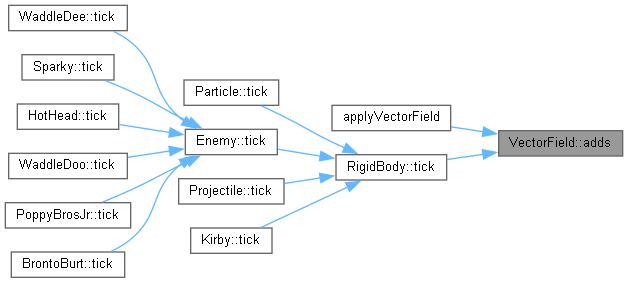 WaddleDee::tick
Sparky::tick
HotHead::tick
WaddleDoo::tick
PoppyBrosJr::tick
BrontoBurt::tick
Particle::tick
Enemy::tick
Projectile::tick
Kirby::tick
applyVectorField
RigidBody::tick
VectorField::adds